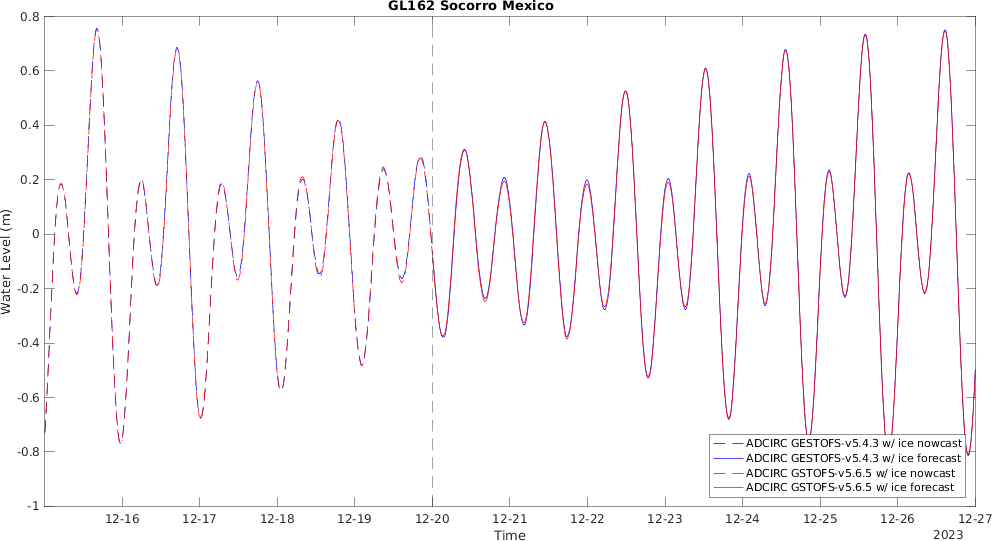 GL162 Socorro Mexico
0.8
0.6
0.4
0.2
0
-0.2
-0.4
-0.6
-0.8
-1
Water Level (m)
ADCIRC GESTOFS-v5.4.3 w/ ice nowcast
ADCIRC GESTOFS-v5.4.3 w/ ice forecast
ADCIRC GSTOFS-v5.6.5 w/ ice nowcast
ADCIRC GSTOFS-v5.6.5 w/ ice forecast
12-16 12-17 12-18 12-19 12-20 12-21 12-22 12-23 12-24 12-25 12-26 12-27
Time
2023